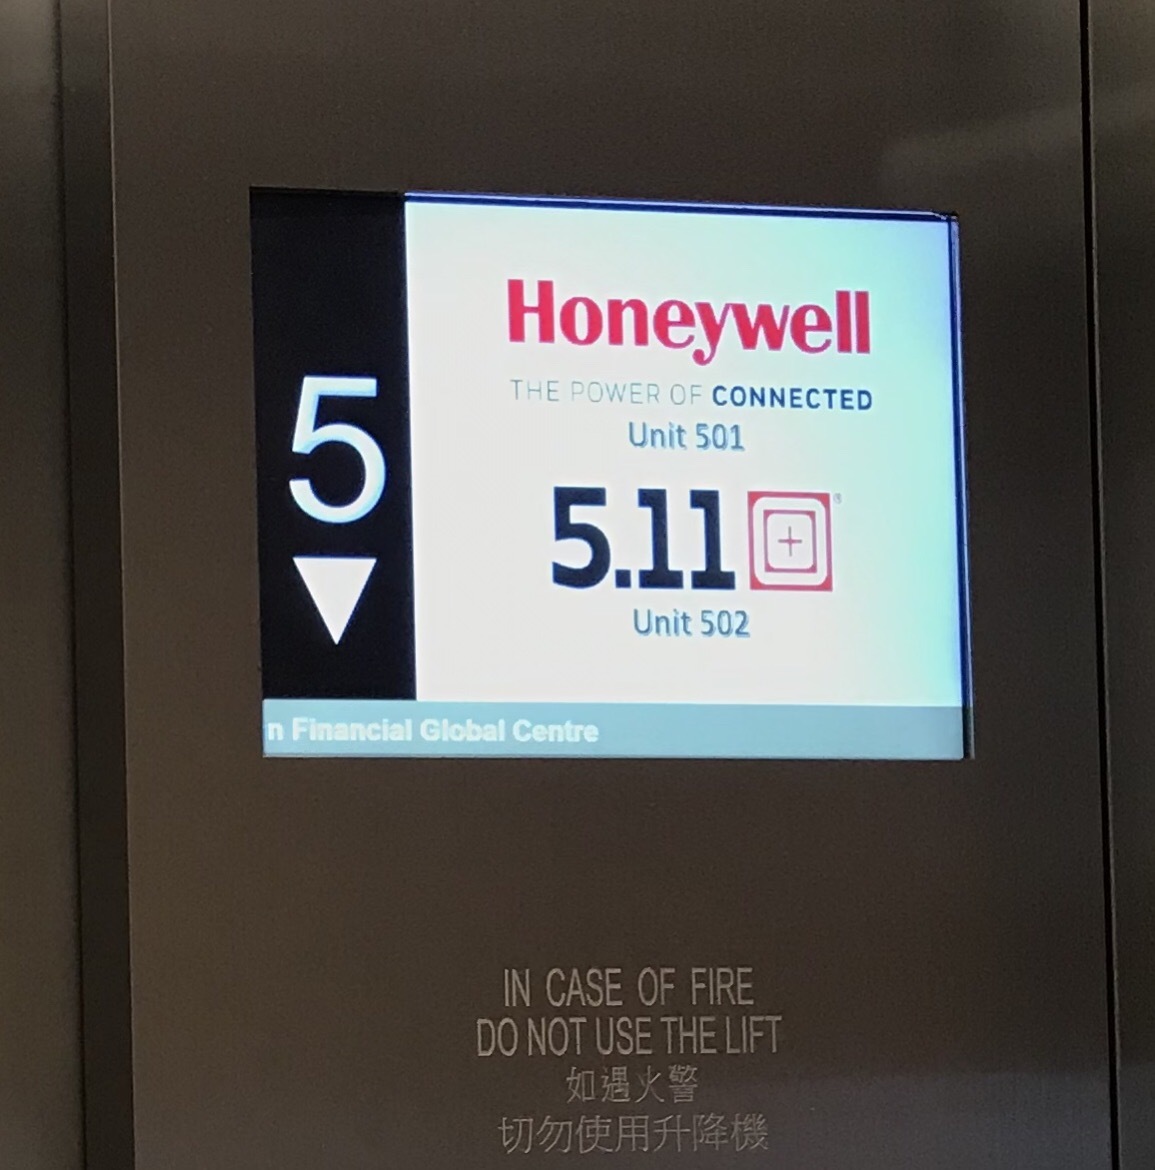 5
Honeywell
THE POWER OF CONNECTED
Unit 501
5.11®
Unit 502
n Financial Global Centre
IN CASE OF FIRE
DO NOT USE THE LIFT
如遇火警
切勿使用升降機